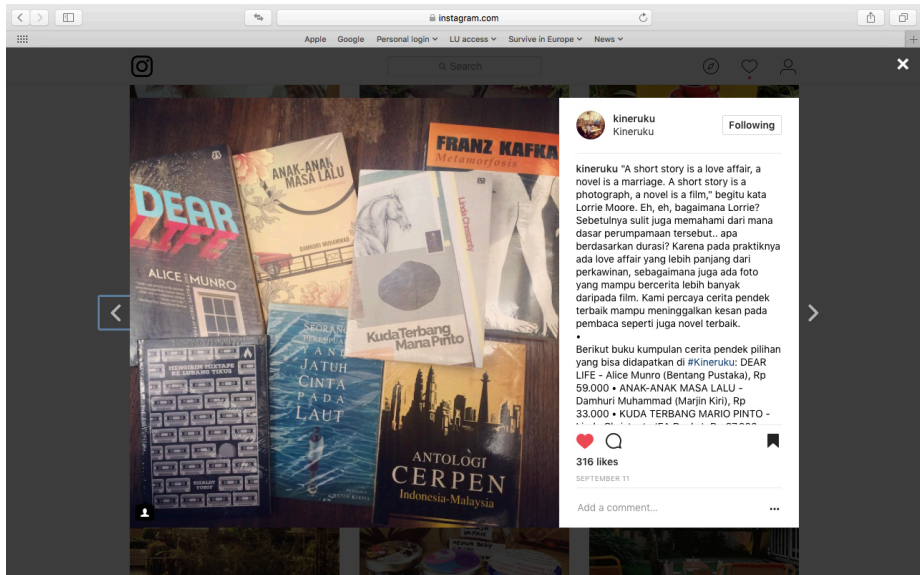 instagram.com
Apple Google Personal login LU access Survive in Europe News
Search
FRANZ KAFKA
Metamorfosis
ANAK-ANAK
MASA LALU
DAMHURI MUHAMMAD
DEAR
LIFE
ALICE MUNRO
Linda Christanty
Kuda Terbang
Maria Pinto
MENGIRIM MIXTAPE
KE LUBANG TIKUS
RIZALDY
YUSUF
SEORANG
PEREMPUAN
YANG
JATUH
CINTA
PADA
LAUT
ANTOLOGI
CERPEN
Indonesia-Malaysia
kineruku
Kineruku
Following
kineruku "A short story is a love affair, a
novel is a marriage. A short story is a
photograph, a novel is a film," begitu kata
Lorrie Moore. Eh, eh, bagaimana Lorrie?
Sebetulnya sulit juga memahami dari mana
dasar perumpamaan tersebut.. apa
berdasarkan durasi? Karena pada praktiknya
ada love affair yang lebih panjang dari
perkawinan, sebagaimana juga ada foto
yang mampu bercerita lebih banyak
daripada film. Kami percaya cerita pendek
terbaik mampu meninggalkan kesan pada
pembaca seperti juga novel terbaik.
•
Berikut buku kumpulan cerita pendek pilihan
yang bisa didapatkan di #Kineruku: DEAR
LIFE - Alice Munro (Bentang Pustaka), Rp
59.000 • ANAK-ANAK MASA LALU -
Damhuri Muhammad (Marjin Kiri), Rp
33.000 • KUDA TERBANG MARIO PINTO -
316 likes
SEPTEMBER 11
Add a comment...